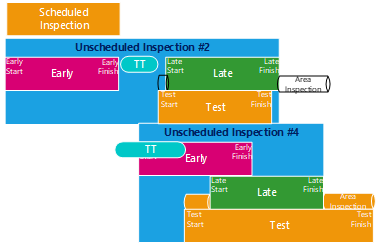 Scheduled
Inspection
Unscheduled Inspection #2
Early
Start
Early
Early
Finish
TT
Late
Start
Late
Late
Finish
Area
Inspection
Test
Start
Test
Test
Finish
Unscheduled Inspection #4
TT
Start
Early
Early
Finish
Late
Start
Late
Late
Finish
Area
Inspection
Test
Start
Test
Test
Finish